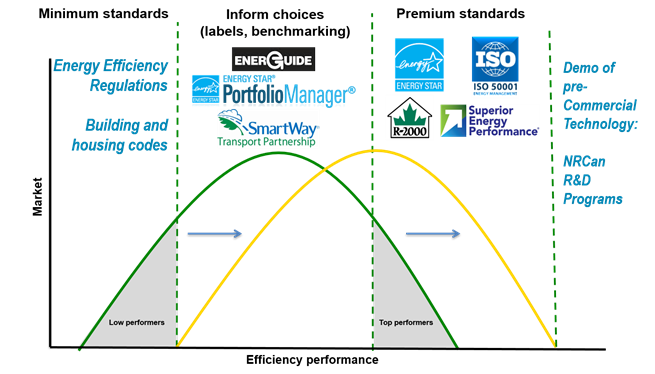 Minimum standards
Inform choices
(labels, benchmarking)
Premium standards
Energy Efficiency
Regulations
Building and
housing codes
ENERGUIDE
ENERGY STAR
ENERGY STAR®
PortfolioManager®
SmartWay
Transport Partnership
energy
ENERGY STAR
ISO
ISO 50001
ENERGY MANAGEMENT
R-2000
Superior
Energy
Performance
Demo of
pre-
Commercial
Technology:
NRCan
R&D
Programs
Market
Low performers
Top performers
Efficiency performance